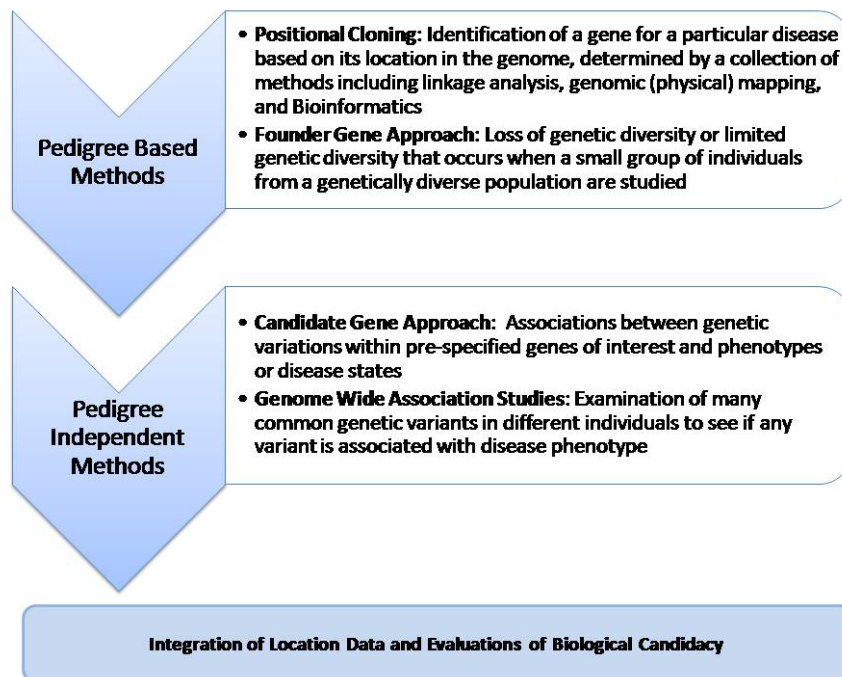 Pedigree Based
Methods
• Positional Cloning: Identification of a gene for a particular disease
based on its location in the genome, determined by a collection of
methods including linkage analysis, genomic (physical) mapping,
and Bioinformatics
• Founder Gene Approach: Loss of genetic diversity or limited
genetic diversity that occurs when a small group of individuals
from a genetically diverse population are studied
Pedigree
Independent
Methods
• Candidate Gene Approach: Associations between genetic
variations within pre-specified genes of interest and phenotypes
or disease states
• Genome Wide Association Studies: Examination of many
common genetic variants in different individuals to see if any
variant is associated with disease phenotype
Integration of Location Data and Evaluations of Biological Candidacy